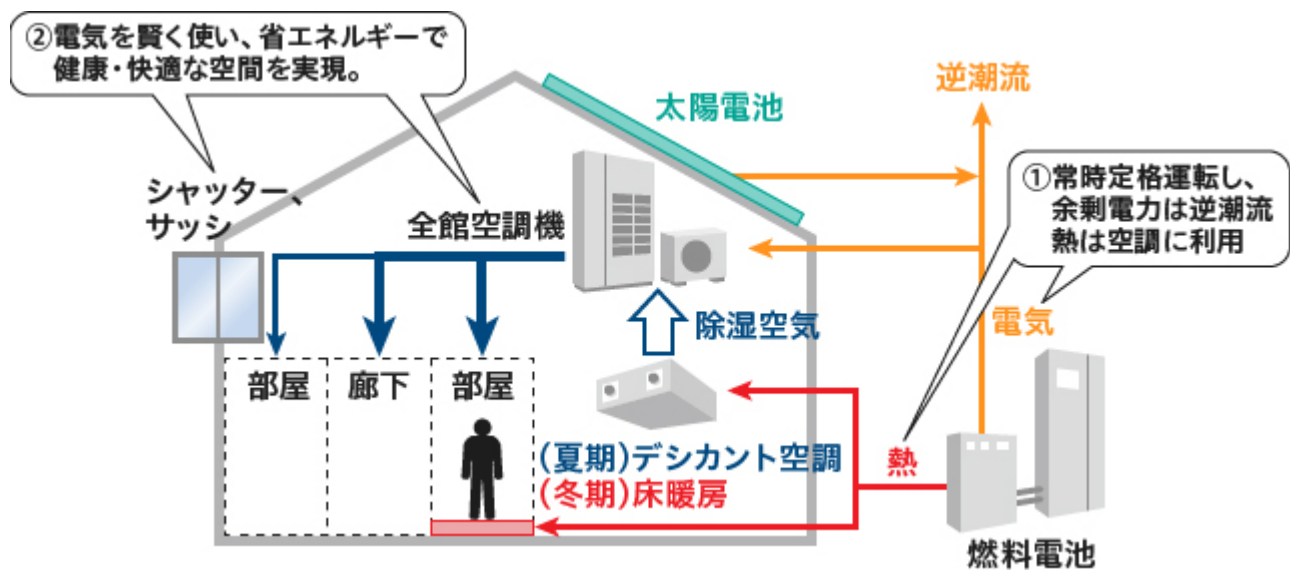 ②電気を賢く使い、省エネルギーで
健康・快適な空間を実現。
逆潮流
太陽電池
①常時定格運転し、
余剰電力は逆潮流
熱は空調に利用
シャッター、
サッシ
全館空調機
除湿空気
電気
部屋
廊下
部屋
(夏期)デシカント空調
(冬期)床暖房
熱
燃料電池